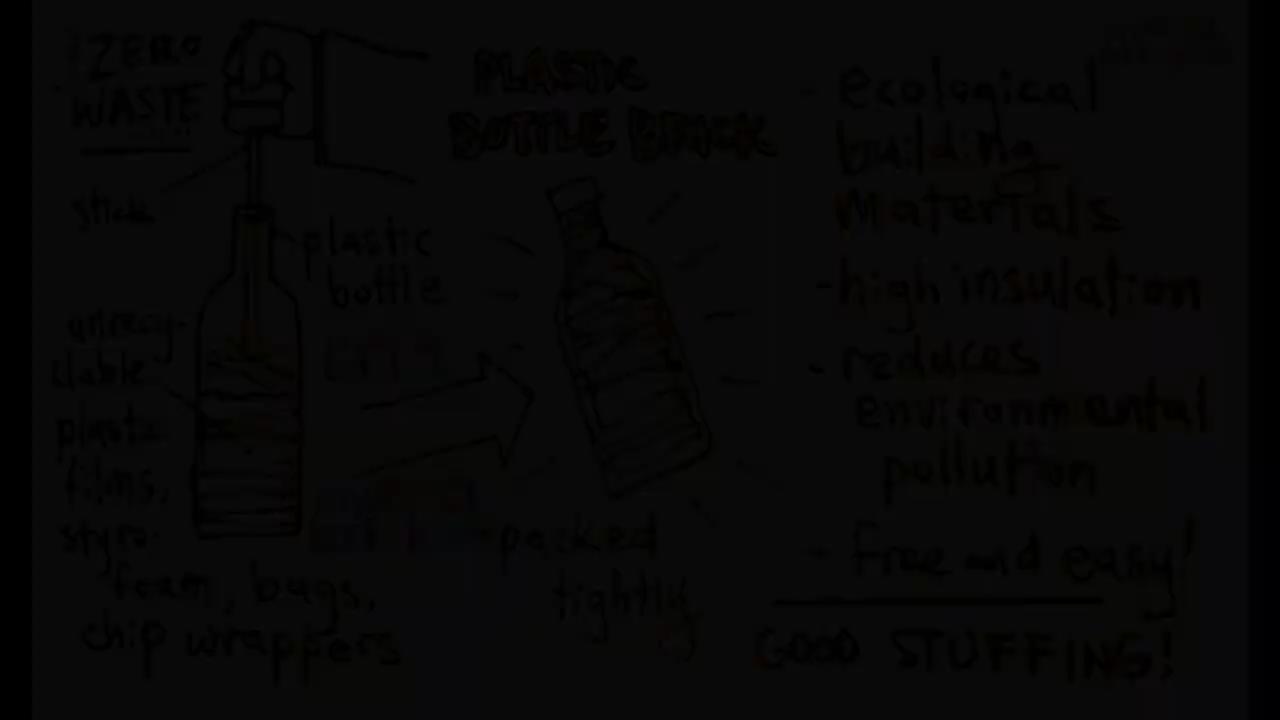 ZERO
WASTE
stick
plastic
bottle
unrecy-
clable
plastic
films,
styro-
foam, bags,
chip wrappers
PLASTIC
BOTTLE BRICK
- packed
tightly
- ecological
building
Materials
- high insulation
- reduces
environmental
pollution
- free and easy!
GOOD STUFFING!